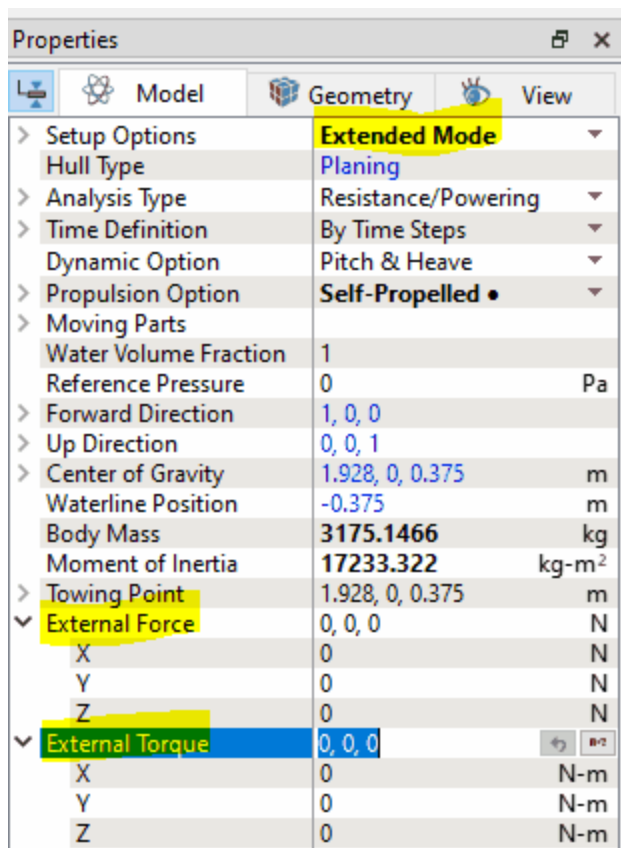 Properties
Model Geometry View
Setup Options Extended Mode
Hull Type Planing
Analysis Type Resistance/Powering
Time Definition By Time Steps
Dynamic Option Pitch & Heave
Propulsion Option Self-Propelled •
Moving Parts
Water Volume Fraction 1
Reference Pressure 0 Pa
Forward Direction 1, 0, 0
Up Direction 0, 0, 1
Center of Gravity 1.928, 0, 0.375 m
Waterline Position -0.375 m
Body Mass 3175.1466 kg
Moment of Inertia 17233.322 kg-m²
Towing Point 1.928, 0, 0.375 m
External Force 0, 0, 0 N
X 0 N
Y 0 N
Z 0 N
External Torque 0, 0, 0
X 0 N-m
Y 0 N-m
Z 0 N-m